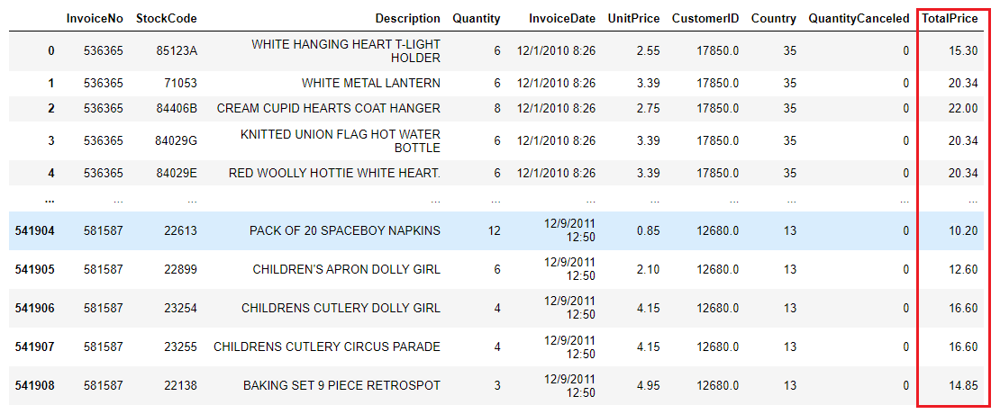 InvoiceNo StockCode Description Quantity InvoiceDate UnitPrice CustomerID Country QuantityCanceled TotalPrice
0 536365 85123A WHITE HANGING HEART T-LIGHT HOLDER 6 12/1/2010 8:26 2.55 17850.0 35 0 15.30
1 536365 71053 WHITE METAL LANTERN 6 12/1/2010 8:26 3.39 17850.0 35 0 20.34
2 536365 84406B CREAM CUPID HEARTS COAT HANGER 8 12/1/2010 8:26 2.75 17850.0 35 0 22.00
3 536365 84029G KNITTED UNION FLAG HOT WATER BOTTLE 6 12/1/2010 8:26 3.39 17850.0 35 0 20.34
4 536365 84029E RED WOOLLY HOTTIE WHITE HEART. 6 12/1/2010 8:26 3.39 17850.0 35 0 20.34
... ... ... ... ... ... ... ... ... ... ...
541904 581587 22613 PACK OF 20 SPACEBOY NAPKINS 12 12/9/2011 12:50 0.85 12680.0 13 0 10.20
541905 581587 22899 CHILDREN'S APRON DOLLY GIRL 6 12/9/2011 12:50 2.10 12680.0 13 0 12.60
541906 581587 23254 CHILDRENS CUTLERY DOLLY GIRL 4 12/9/2011 12:50 4.15 12680.0 13 0 16.60
541907 581587 23255 CHILDRENS CUTLERY CIRCUS PARADE 4 12/9/2011 12:50 4.15 12680.0 13 0 16.60
541908 581587 22138 BAKING SET 9 PIECE RETROSPOT 3 12/9/2011 12:50 4.95 12680.0 13 0 14.85